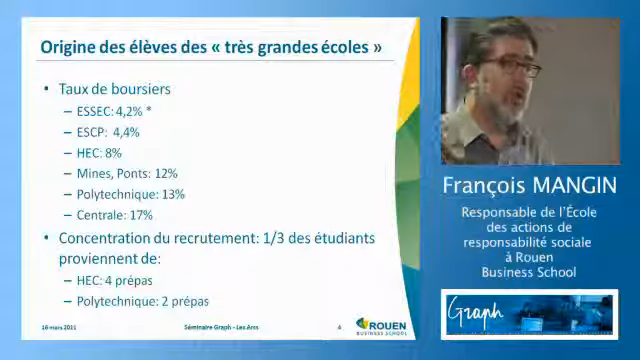 Origine des élèves des « très grandes écoles »
• Taux de boursiers
– ESSEC: 4,2% *
– ESCP: 4,4%
– HEC: 8%
– Mines, Ponts: 12%
– Polytechnique: 13%
– Centrale: 17%
• Concentration du recrutement: 1/3 des étudiants
proviennent de:
– HEC: 4 prépas
– Polytechnique: 2 prépas
16 mars 2011
Séminaire Graph - Les Arcs
4
ROUEN
BUSINESS SCHOOL
François MANGIN
Responsable de l'École
des actions de
responsabilité sociale
à Rouen
Business School
Graph